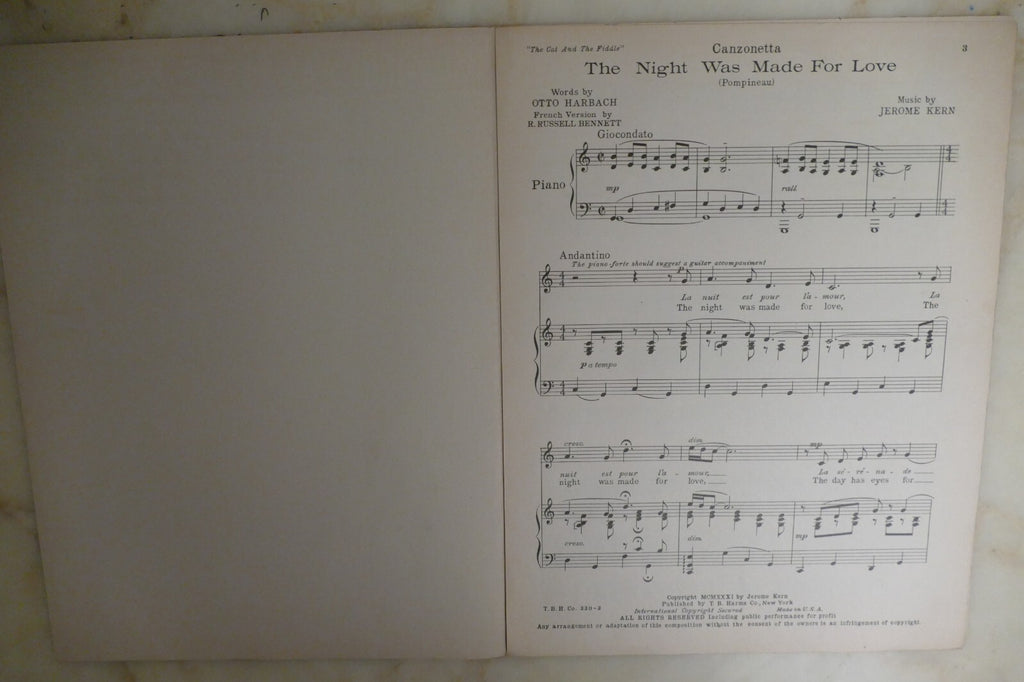 "The Cat And The Fiddle"
Canzonetta
3
The Night Was Made For Love
(Pompineau)
Words by
OTTO HARBACH
French Version by
R. RUSSELL BENNETT
Music by
JEROME KERN
Giocondato
Piano
mp
rall
Andantino
The piano-forte should suggest a guitar accompaniment
p
La nuit est pour l'a-mour, La
The night was made for love, The
p a tempo
cresc. dim. mp
nuit est pour l'a-mour, La sé-ré-na-de
night was made for love, The day has eyes for
cresc. dim. mp
Copyright MCMXXXI by Jerome Kern
Published by T. B. Harms Co., New York
T.B.H. Co. 330-3 International Copyright Secured Made in U.S.A.
ALL RIGHTS RESERVED Including public performance for profit
Any arrangement or adaptation of this composition without the consent of the owners is an infringement of copyright.